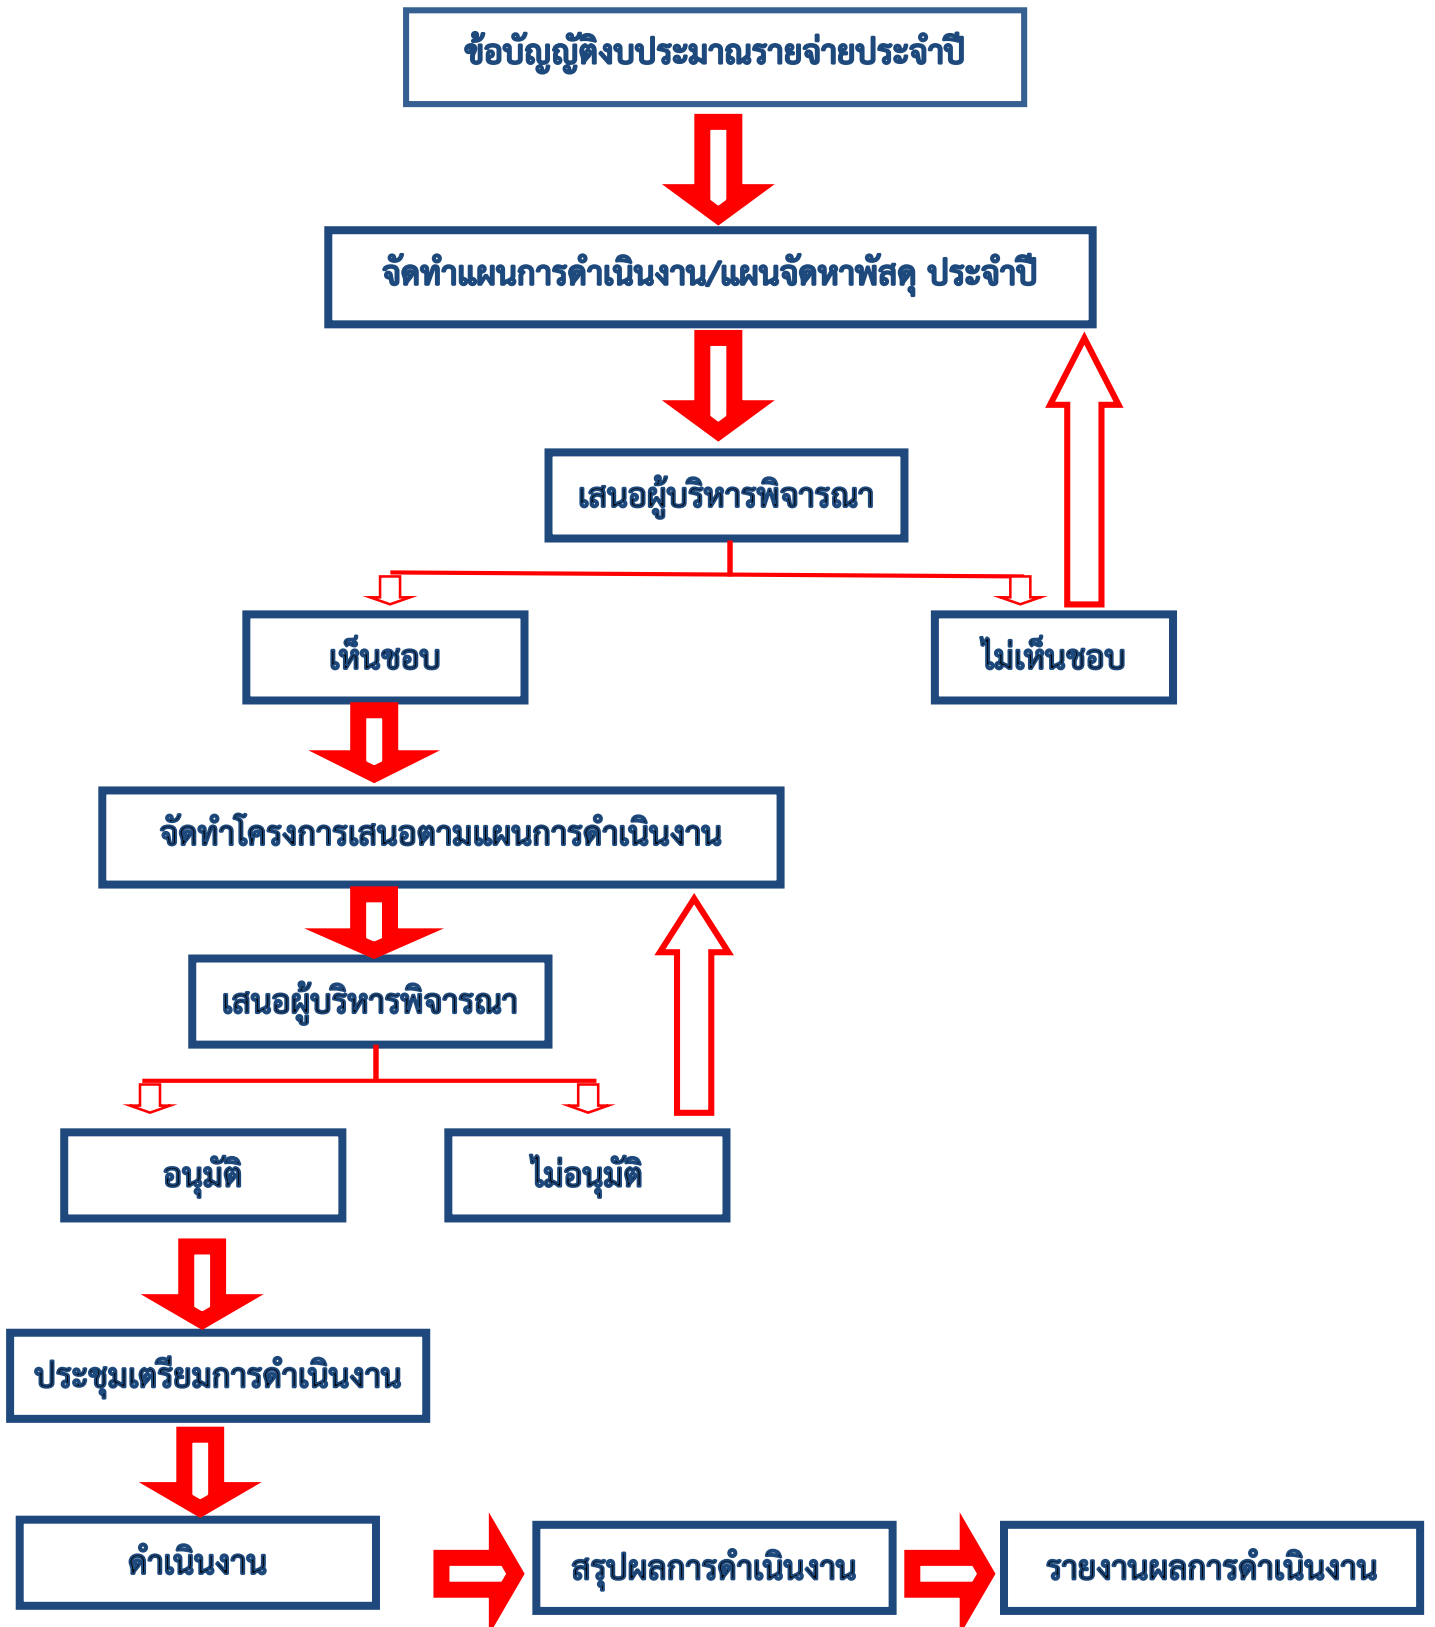 ข้อบัญญัติงบประมาณรายจ่ายประจำปี
จัดทำแผนการดำเนินงาน/แผนจัดหาพัสดุ ประจำปี
เสนอผู้บริหารพิจารณา
เห็นชอบ
ไม่เห็นชอบ
จัดทำโครงการเสนอตามแผนการดำเนินงาน
เสนอผู้บริหารพิจารณา
อนุมัติ
ไม่อนุมัติ
ประชุมเตรียมการดำเนินงาน
ดำเนินงาน
สรุปผลการดำเนินงาน
รายงานผลการดำเนินงาน